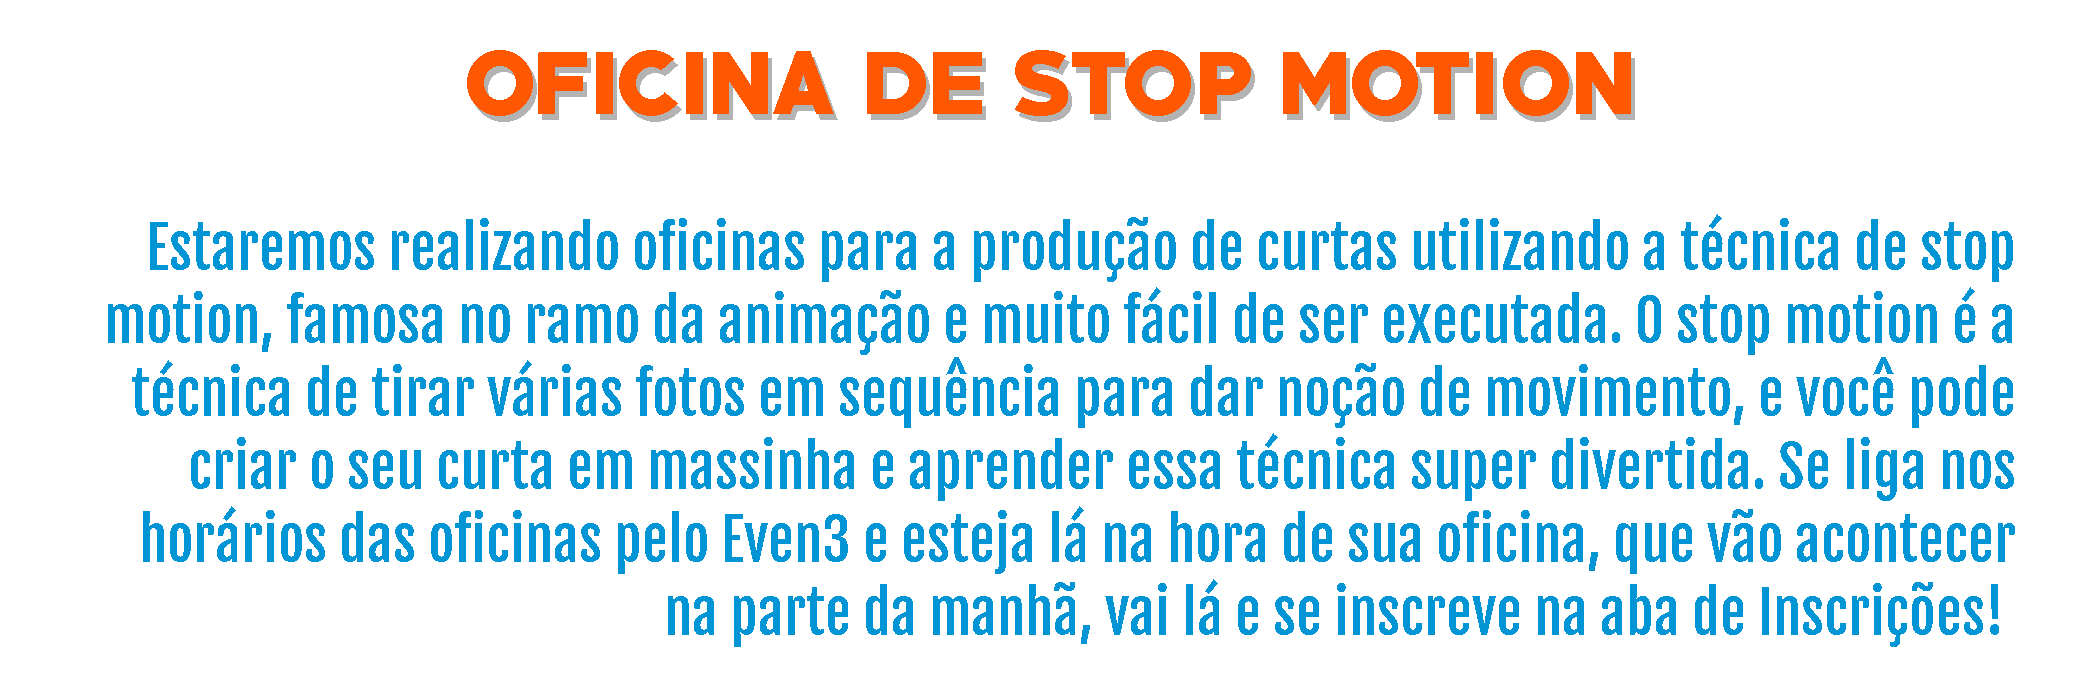 OFICINA DE STOP MOTION
Estaremos realizando oficinas para a produção de curtas utilizando a técnica de stop
motion, famosa no ramo da animação e muito fácil de ser executada. O stop motion é a
técnica de tirar várias fotos em sequência para dar noção de movimento, e você pode
criar o seu curta em massinha e aprender essa técnica super divertida. Se liga nos
horários das oficinas pelo Even3 e esteja lá na hora de sua oficina, que vão acontecer
na parte da manhã, vai lá e se inscreve na aba de Inscrições!